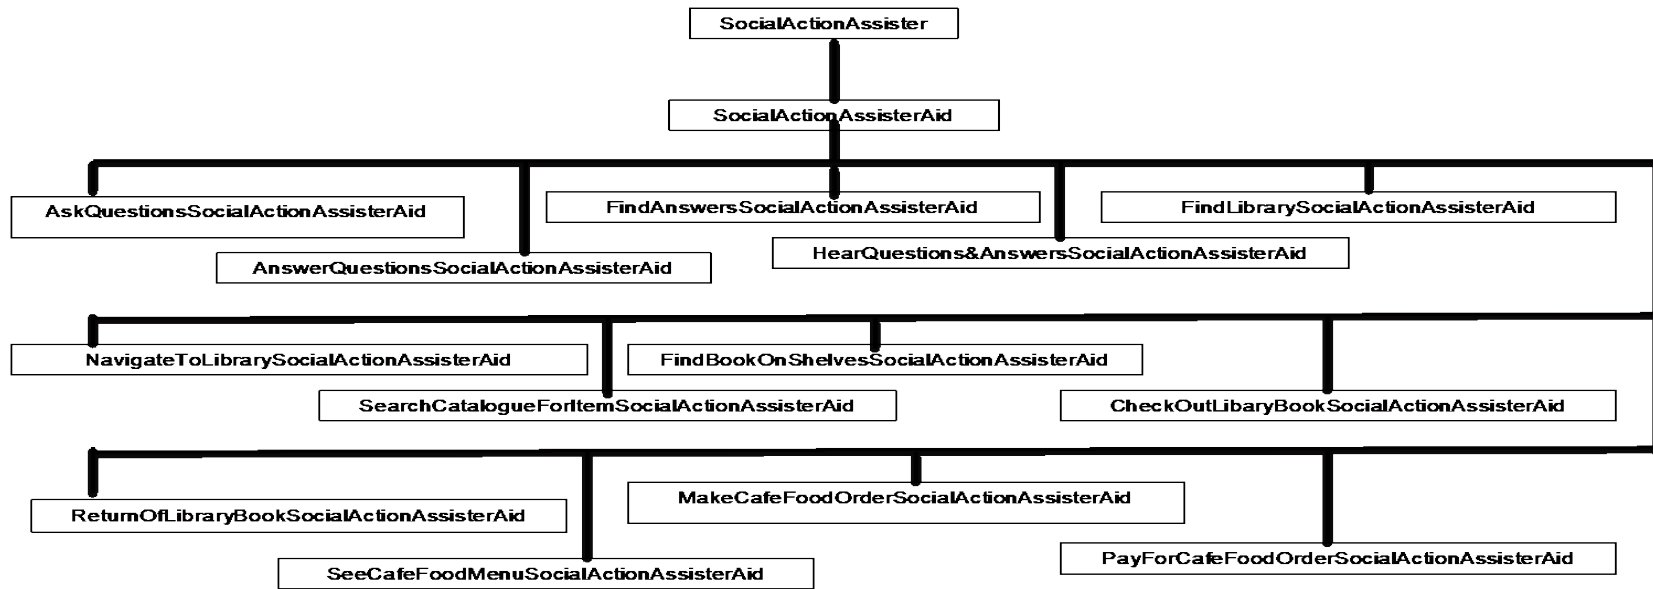 SocialActionAssister
SocialActionAssisterAid
AskQuestionsSocialActionAssisterAid
FindAnswersSocialActionAssisterAid
FindLibrarySocialActionAssisterAid
AnswerQuestionsSocialActionAssisterAid
HearQuestions&AnswersSocialActionAssisterAid
NavigateToLibrarySocialActionAssisterAid
FindBookOnShelvesSocialActionAssisterAid
SearchCatalogueForItemSocialActionAssisterAid
CheckOutLibaryBookSocialActionAssisterAid
ReturnOfLibraryBookSocialActionAssisterAid
MakeCafeFoodOrderSocialActionAssisterAid
SeeCafeFoodMenuSocialActionAssisterAid
PayForCafeFoodOrderSocialActionAssisterAid